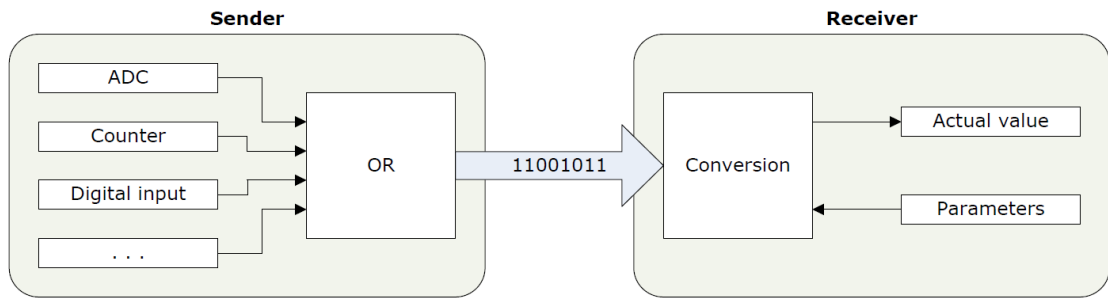 Sender
ADC
Counter
Digital input
. . .
OR
11001011
Receiver
Conversion
Actual value
Parameters